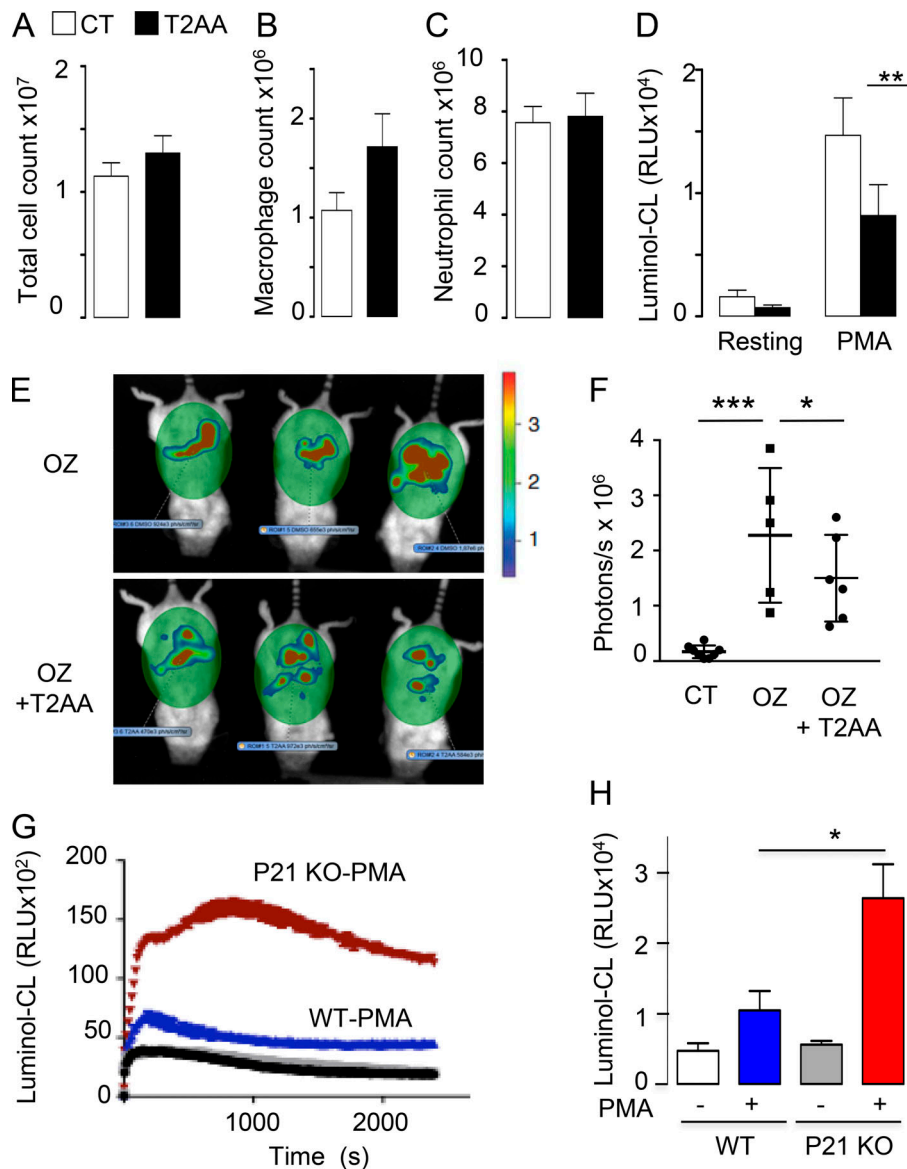 A
CT
T2AA
Total cell count x10⁷
2
1
0
B
Macrophage count x10⁶
2
1
0
C
Neutrophil count x10⁶
10
8
6
4
2
0
D
Luminol-CL (RLUx10⁴)
2
1
0
**
Resting
PMA
E
OZ
OZ
+T2AA
3
2
1
F
Photons/s x 10⁶
4
3
2
1
0
***
*
CT
OZ
OZ
+ T2AA
G
Luminol-CL (RLUx10²)
200
150
100
50
0
P21 KO-PMA
WT-PMA
1000
2000
Time (s)
H
Luminol-CL (RLUx10⁴)
3
2
1
0
*
PMA
-
+
-
+
WT
P21 KO